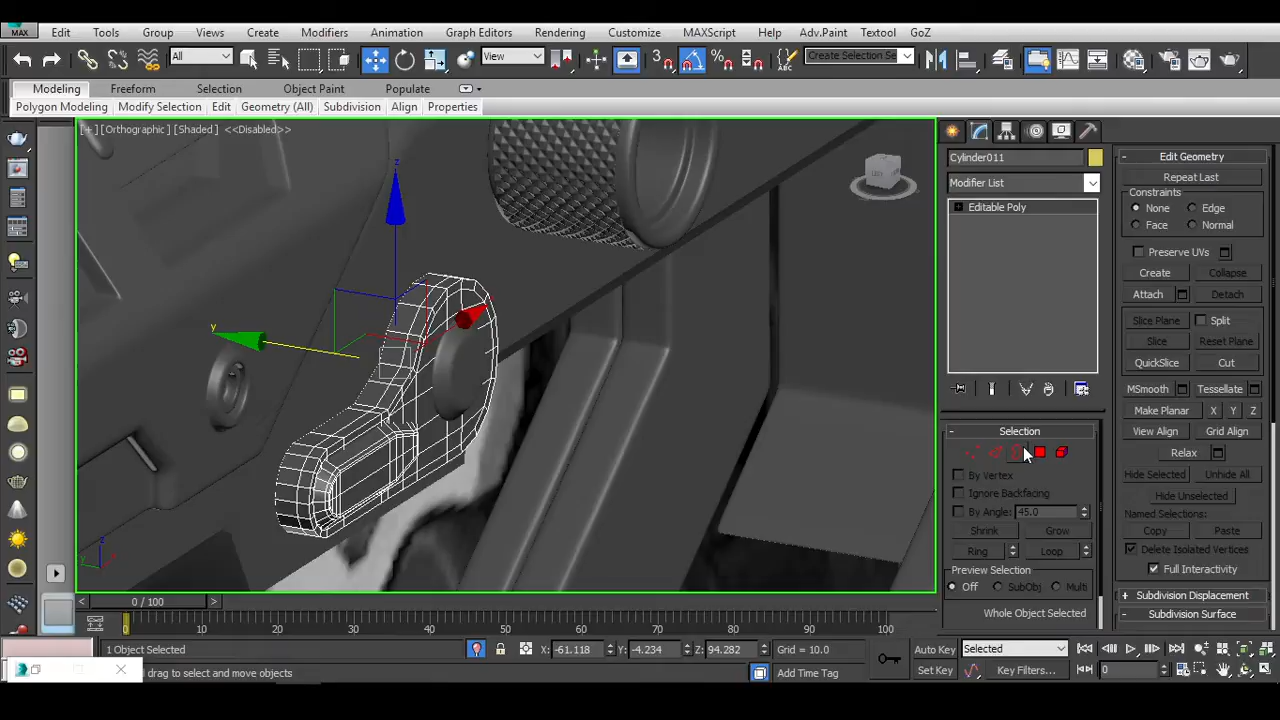 MAX Edit Tools Group Views Create Modifiers Animation Graph Editors Rendering Customize MAXScript Help Adv.Paint Textool GoZ
All View 3 Create Selection Se
Modeling Freeform Selection Object Paint Populate
Polygon Modeling Modify Selection Edit Geometry (All) Subdivision Align Properties
[+] [Orthographic] [Shaded] <<Disabled>>
z
y
LEFT
z
y
Cylinder011
Modifier List
Editable Poly
- Selection
By Vertex
Ignore Backfacing
By Angle: 45.0
Shrink Grow
Ring Loop
Preview Selection
Off SubObj Multi
Whole Object Selected
- Edit Geometry
Repeat Last
Constraints
None Edge
Face Normal
Preserve UVs
Create Collapse
Attach Detach
Slice Plane Split
Slice Reset Plane
QuickSlice Cut
MSmooth Tessellate
Make Planar X Y Z
View Align Grid Align
Relax
Hide Selected Unhide All
Hide Unselected
Named Selections:
Copy Paste
Delete Isolated Vertices
Full Interactivity
+ Subdivision Displacement
- Subdivision Surface
< 0 / 100 >
0 10 20 30 40 50 60 70 80 90 100
1 Object Selected X: -61.118 Y: -4.234 Z: 94.282 Grid = 10.0 Auto Key Selected
drag to select and move objects Add Time Tag Set Key Key Filters... 0